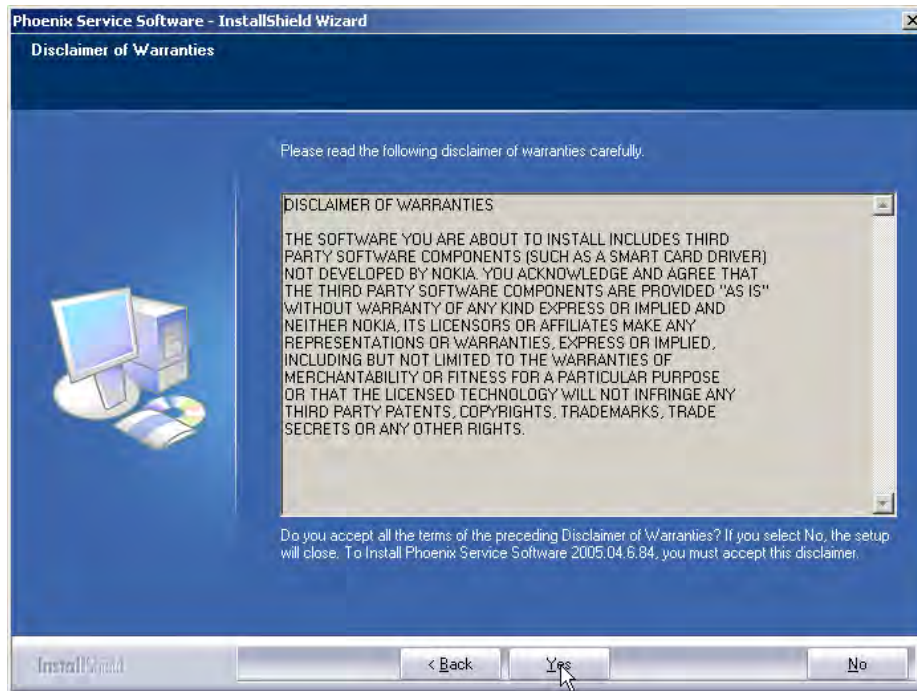 Phoenix Service Software - InstallShield Wizard
Disclaimer of Warranties
Please read the following disclaimer of warranties carefully.
DISCLAIMER OF WARRANTIES
THE SOFTWARE YOU ARE ABOUT TO INSTALL INCLUDES THIRD
PARTY SOFTWARE COMPONENTS (SUCH AS A SMART CARD DRIVER)
NOT DEVELOPED BY NOKIA. YOU ACKNOWLEDGE AND AGREE THAT
THE THIRD PARTY SOFTWARE COMPONENTS ARE PROVIDED "AS IS"
WITHOUT WARRANTY OF ANY KIND EXPRESS OR IMPLIED AND
NEITHER NOKIA, ITS LICENSORS OR AFFILIATES MAKE ANY
REPRESENTATIONS OR WARRANTIES, EXPRESS OR IMPLIED,
INCLUDING BUT NOT LIMITED TO THE WARRANTIES OF
MERCHANTABILITY OR FITNESS FOR A PARTICULAR PURPOSE
OR THAT THE LICENSED TECHNOLOGY WILL NOT INFRINGE ANY
THIRD PARTY PATENTS, COPYRIGHTS, TRADEMARKS, TRADE
SECRETS OR ANY OTHER RIGHTS.
Do you accept all the terms of the preceding Disclaimer of Warranties? If you select No, the setup
will close. To Install Phoenix Service Software 2005.04.6.84, you must accept this disclaimer.
InstallShield
< Back
Yes
No